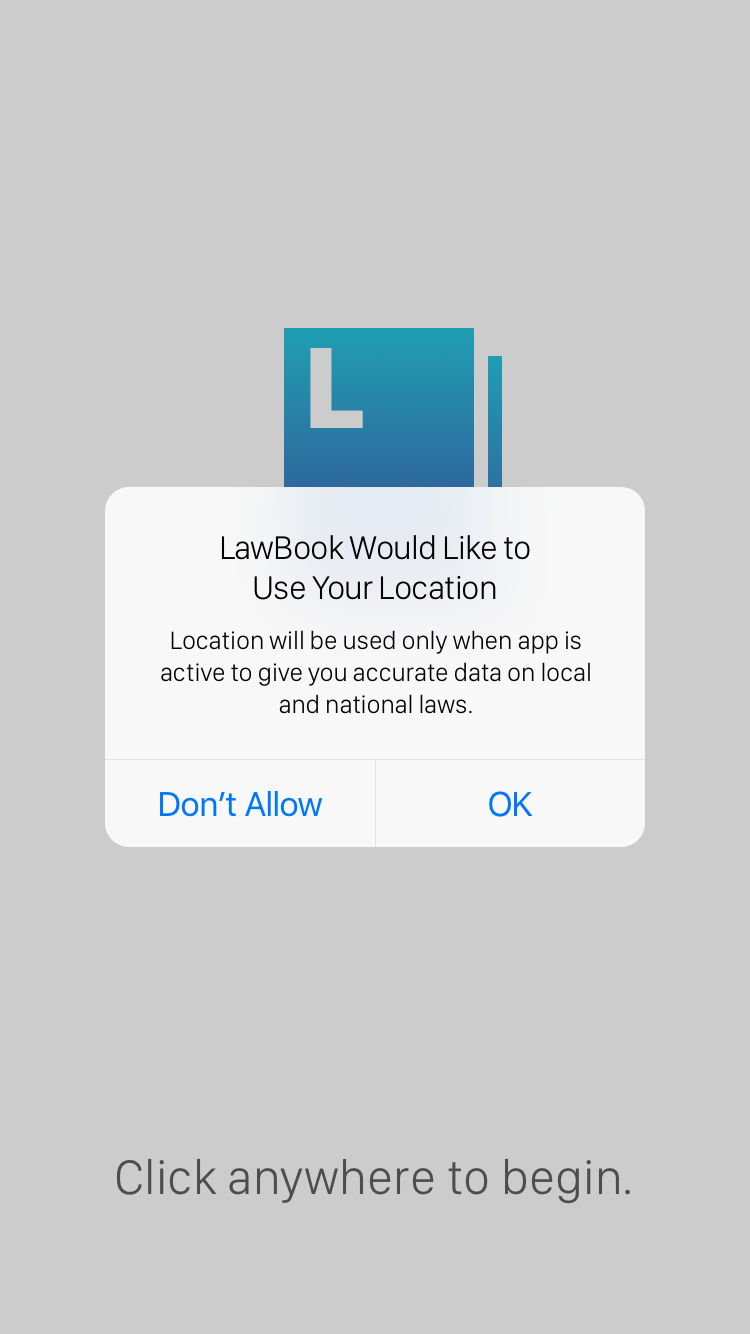 L
LawBook Would Like to
Use Your Location
Location will be used only when app is
active to give you accurate data on local
and national laws.
Don’t Allow
OK
Click anywhere to begin.